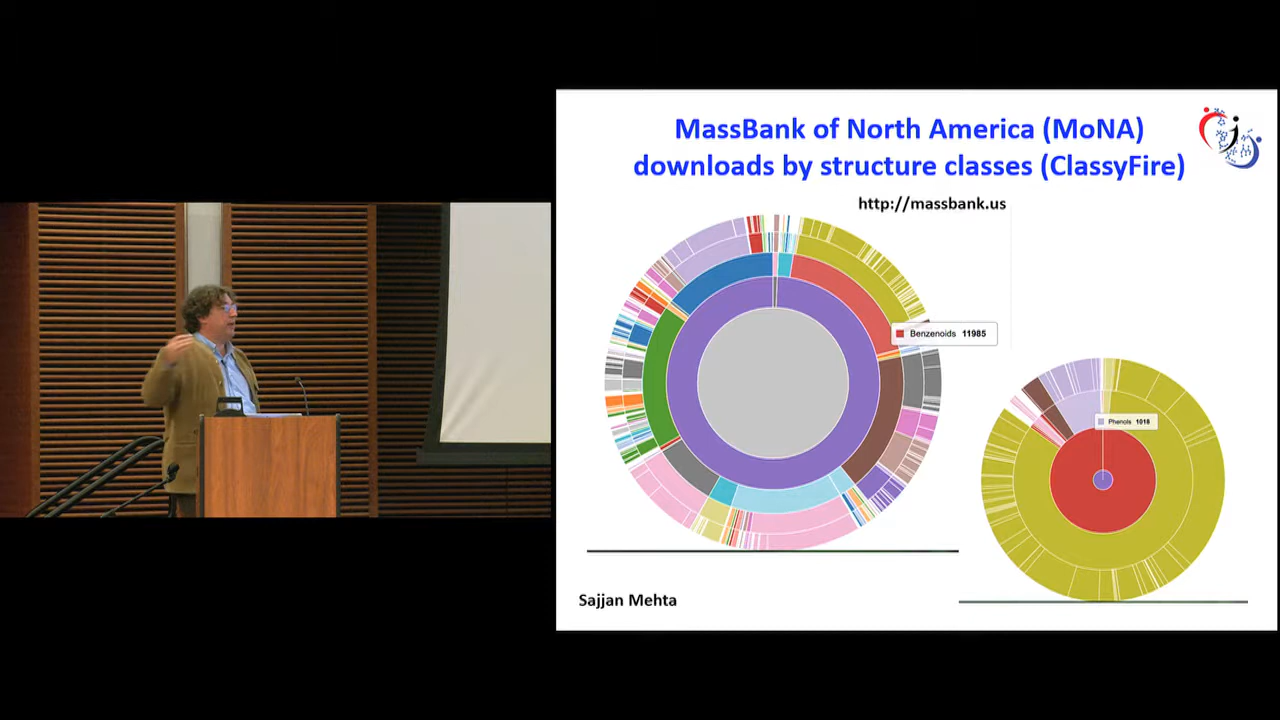 MassBank of North America (MoNA)
downloads by structure classes (ClassyFire)
http://massbank.us
Benzenoids 11985
Phenols 1018
Sajjan Mehta